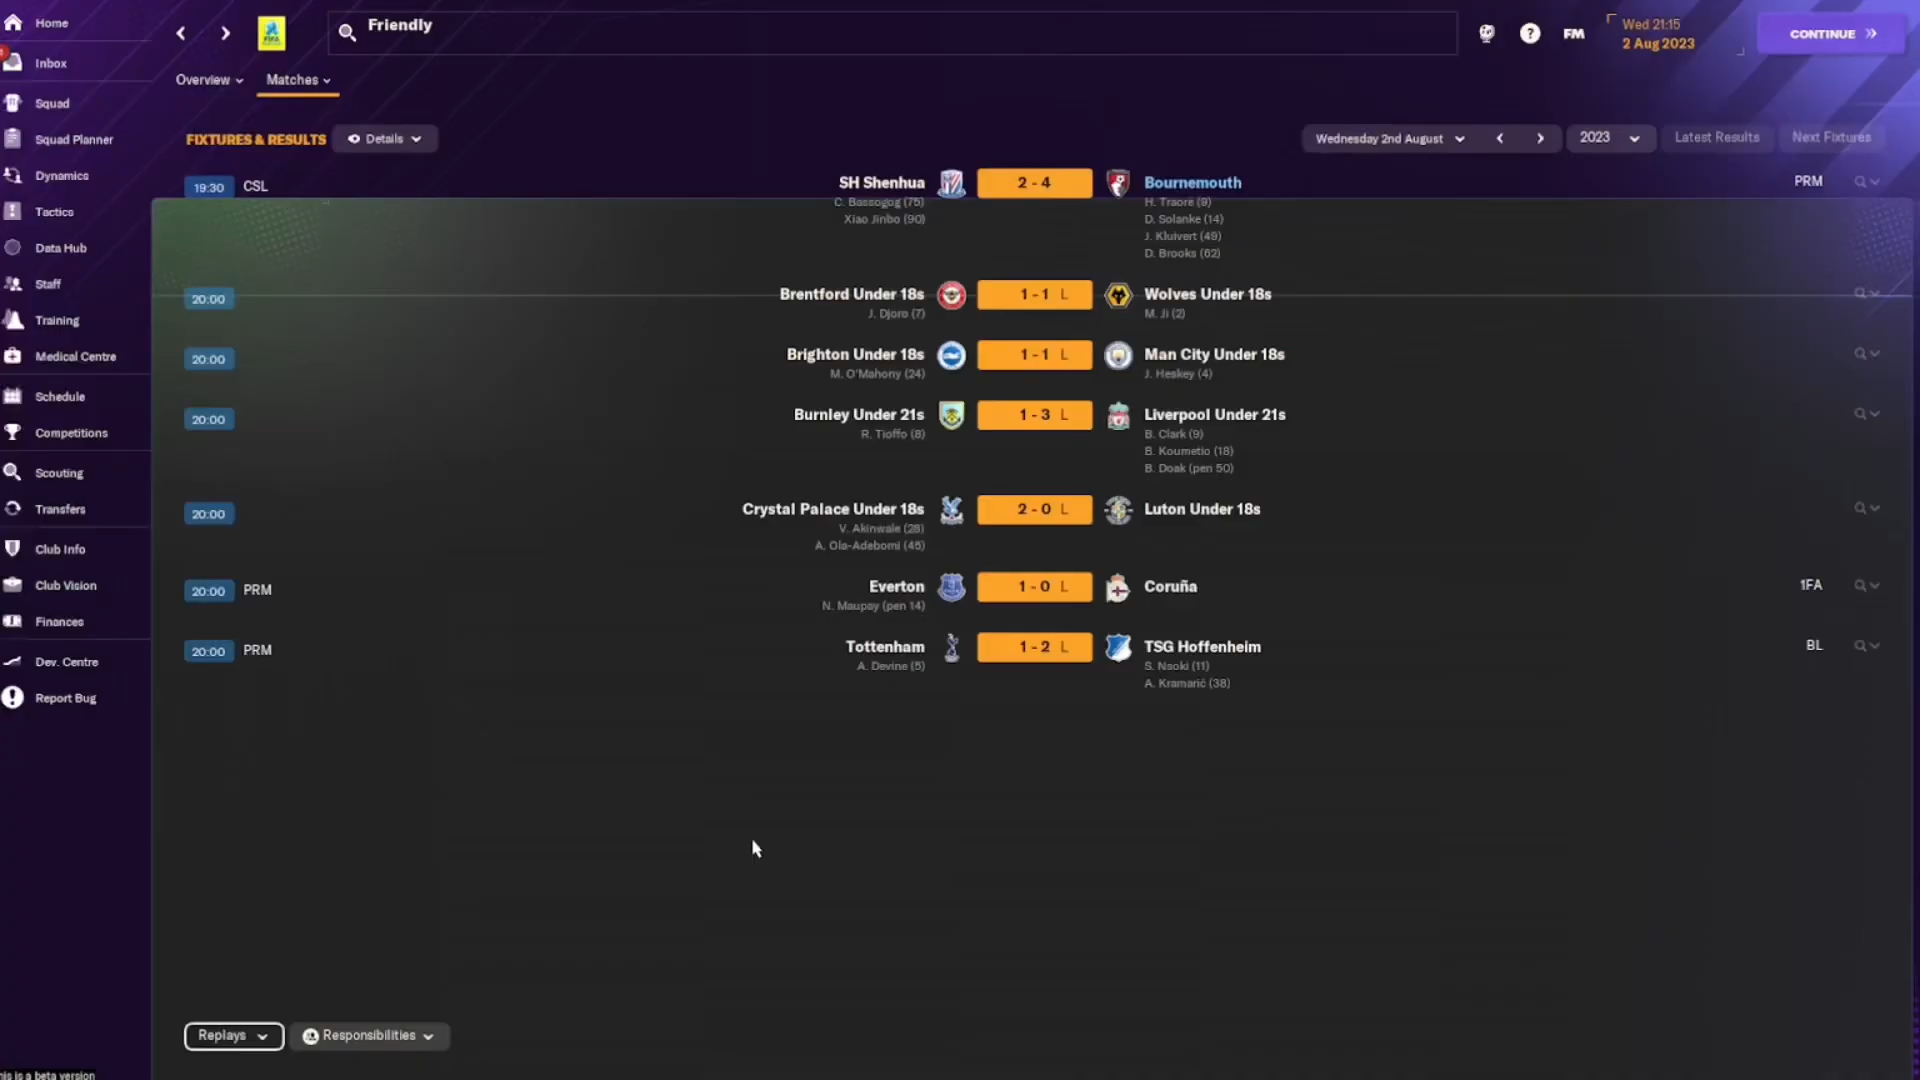 Home
Inbox
Squad
Squad Planner
Dynamics
Tactics
Data Hub
Staff
Training
Medical Centre
Schedule
Competitions
Scouting
Transfers
Club Info
Club Vision
Finances
Dev. Centre
Report Bug
his is a beta version
Friendly
FM
Wed 21:15
2 Aug 2023
CONTINUE
Overview
Matches
FIXTURES & RESULTS
Details
Wednesday 2nd August
2023
Latest Results
Next Fixtures
19:30 CSL SH Shenhua 2 - 4 Bournemouth PRM
C. Bassogog (75) H. Traore (9)
Xiao Jinbo (90) D. Solanke (14)
J. Kluivert (49)
D. Brooks (62)
20:00 Brentford Under 18s 1 - 1 L Wolves Under 18s
J. Djoro (7) M. Ji (2)
20:00 Brighton Under 18s 1 - 1 L Man City Under 18s
M. O'Mahony (24) J. Heskey (4)
20:00 Burnley Under 21s 1 - 3 L Liverpool Under 21s
R. Tioffo (8) B. Clark (9)
B. Koumetio (18)
B. Doak (pen 50)
20:00 Crystal Palace Under 18s 2 - 0 L Luton Under 18s
V. Akinwale (28)
A. Ola-Adebomi (45)
20:00 PRM Everton 1 - 0 L Coruña 1FA
N. Maupay (pen 14)
20:00 PRM Tottenham 1 - 2 L TSG Hoffenheim BL
A. Devine (5) S. Nsoki (11)
A. Kramarić (38)
Replays
Responsibilities